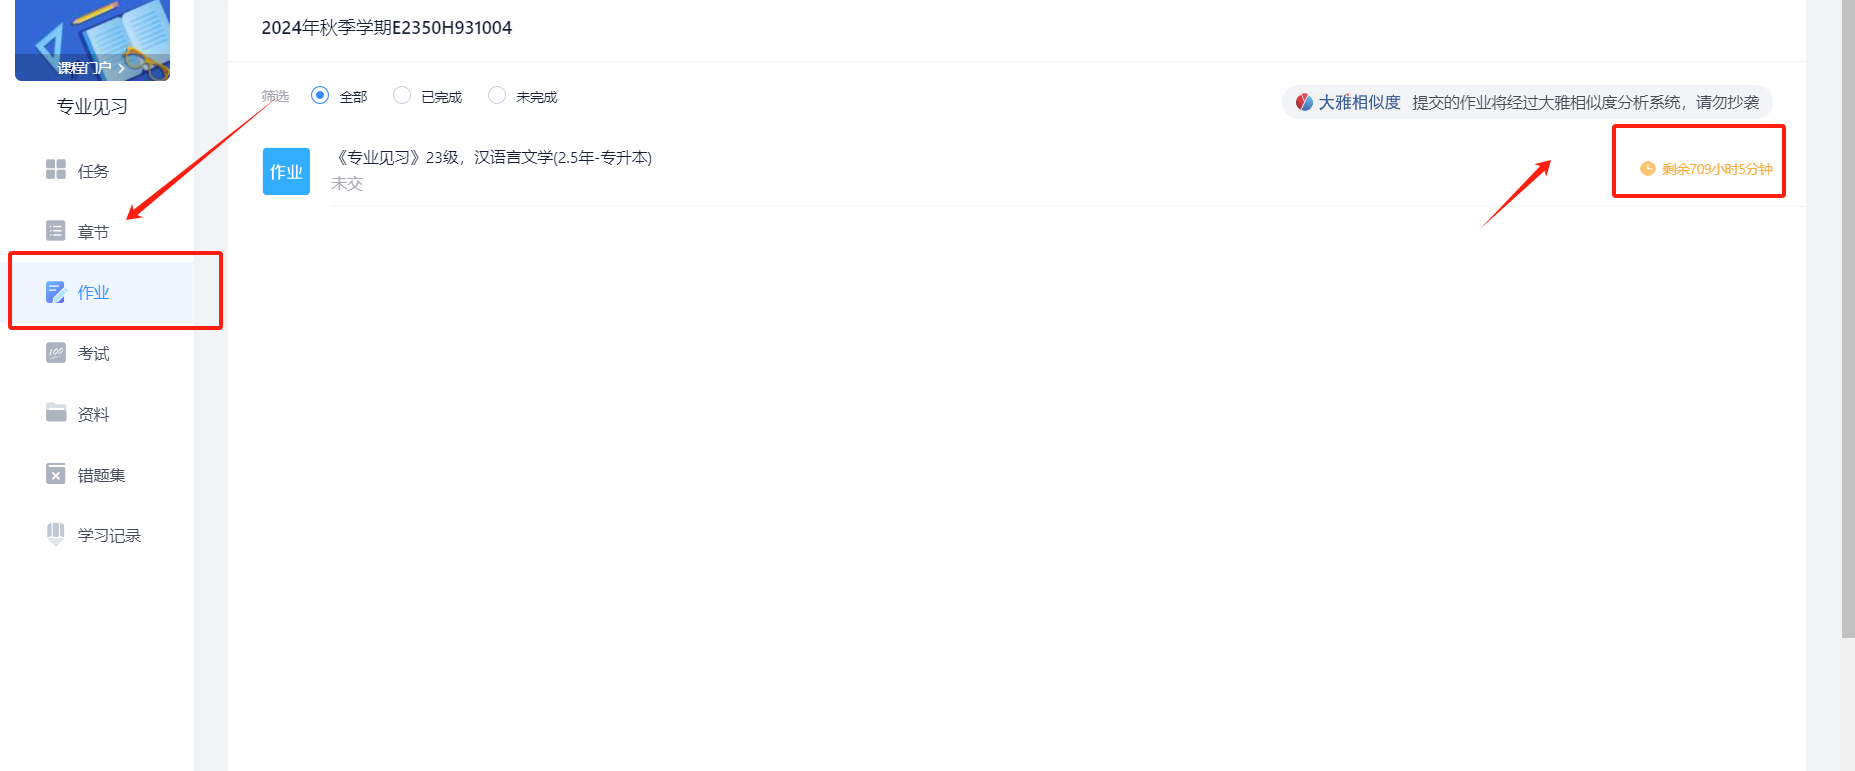 课程门户 >
专业见习
任务
章节
作业
考试
100
资料
错题集
学习记录
2024年秋季学期E2350H931004
筛选 全部 已完成 未完成
大雅相似度 提交的作业将经过大雅相似度分析系统，请勿抄袭
作业
《专业见习》23级，汉语言文学(2.5年-专升本)
未交
剩余709小时5分钟